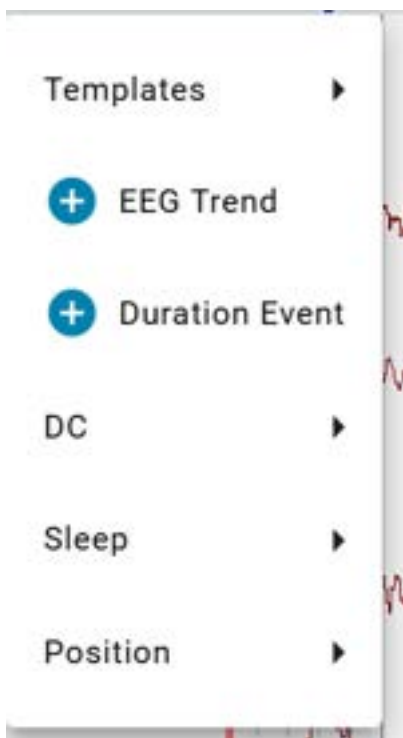 Templates
EEG Trend
Duration Event
DC
Sleep
Position